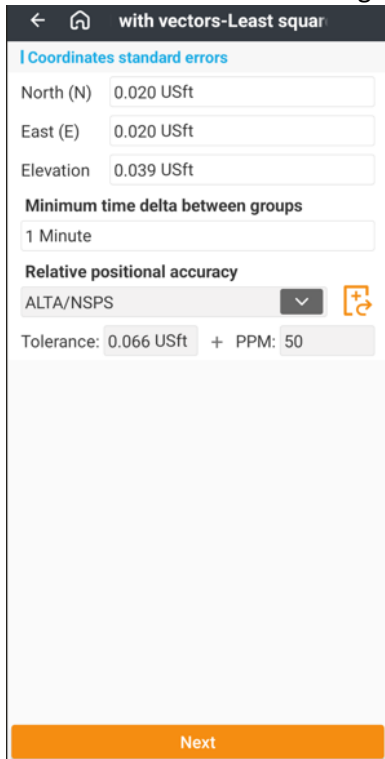 with vectors-Least squar
Coordinates standard errors
North (N) 0.020 USft
East (E) 0.020 USft
Elevation 0.039 USft
Minimum time delta between groups
1 Minute
Relative positional accuracy
ALTA/NSPS
Tolerance: 0.066 USft + PPM: 50
Next